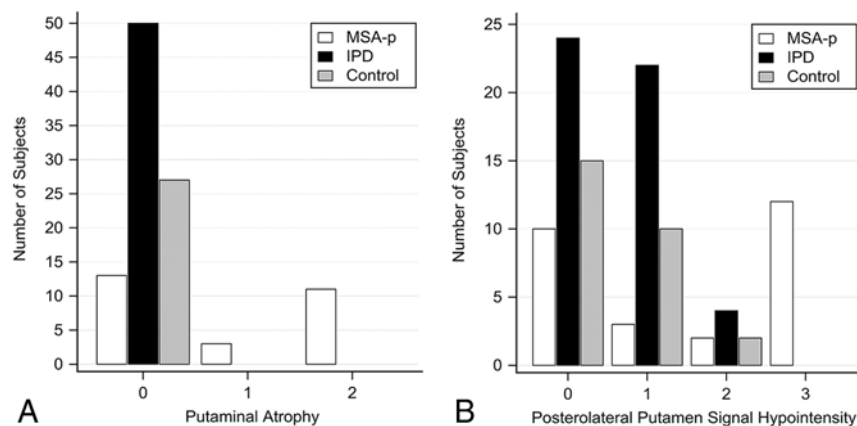 50
45
40
35
30
25
20
15
10
5
0
Number of Subjects
MSA-p
IPD
Control
0 1 2
Putaminal Atrophy
A
25
20
15
10
5
0
Number of Subjects
MSA-p
IPD
Control
0 1 2 3
Posterolateral Putamen Signal Hypointensity
B